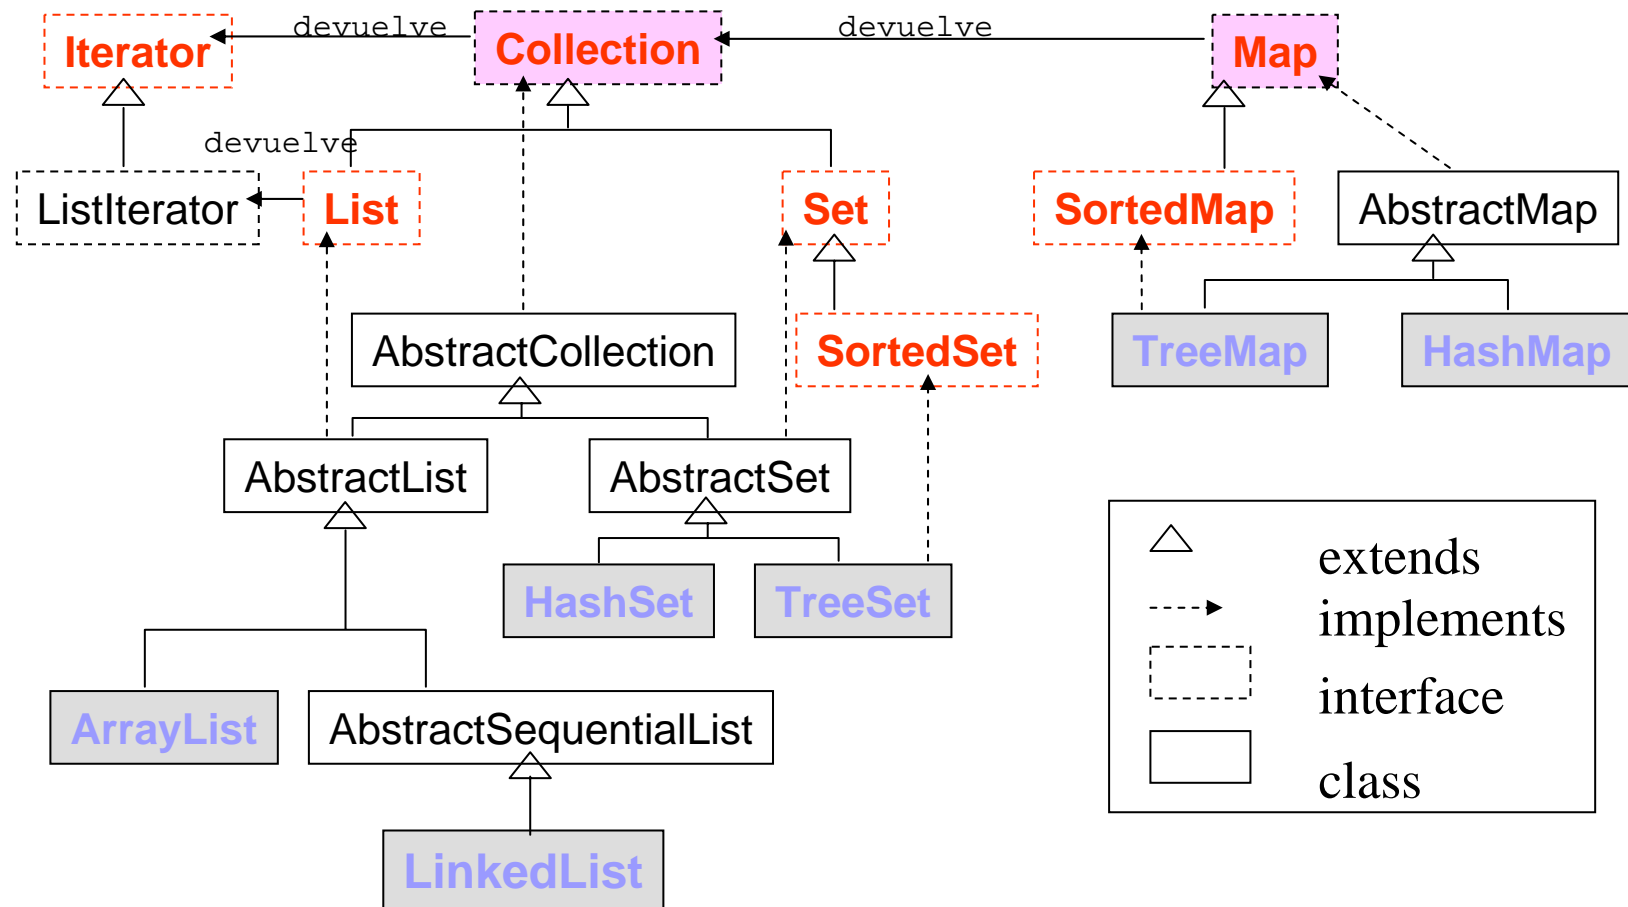 devuelve
devuelve
Iterator
Collection
Map
devuelve
ListIterator
List
Set
SortedMap
AbstractMap
AbstractCollection
SortedSet
TreeMap
HashMap
AbstractList
AbstractSet
HashSet
TreeSet
ArrayList
AbstractSequentialList
LinkedList
extends
implements
interface
class